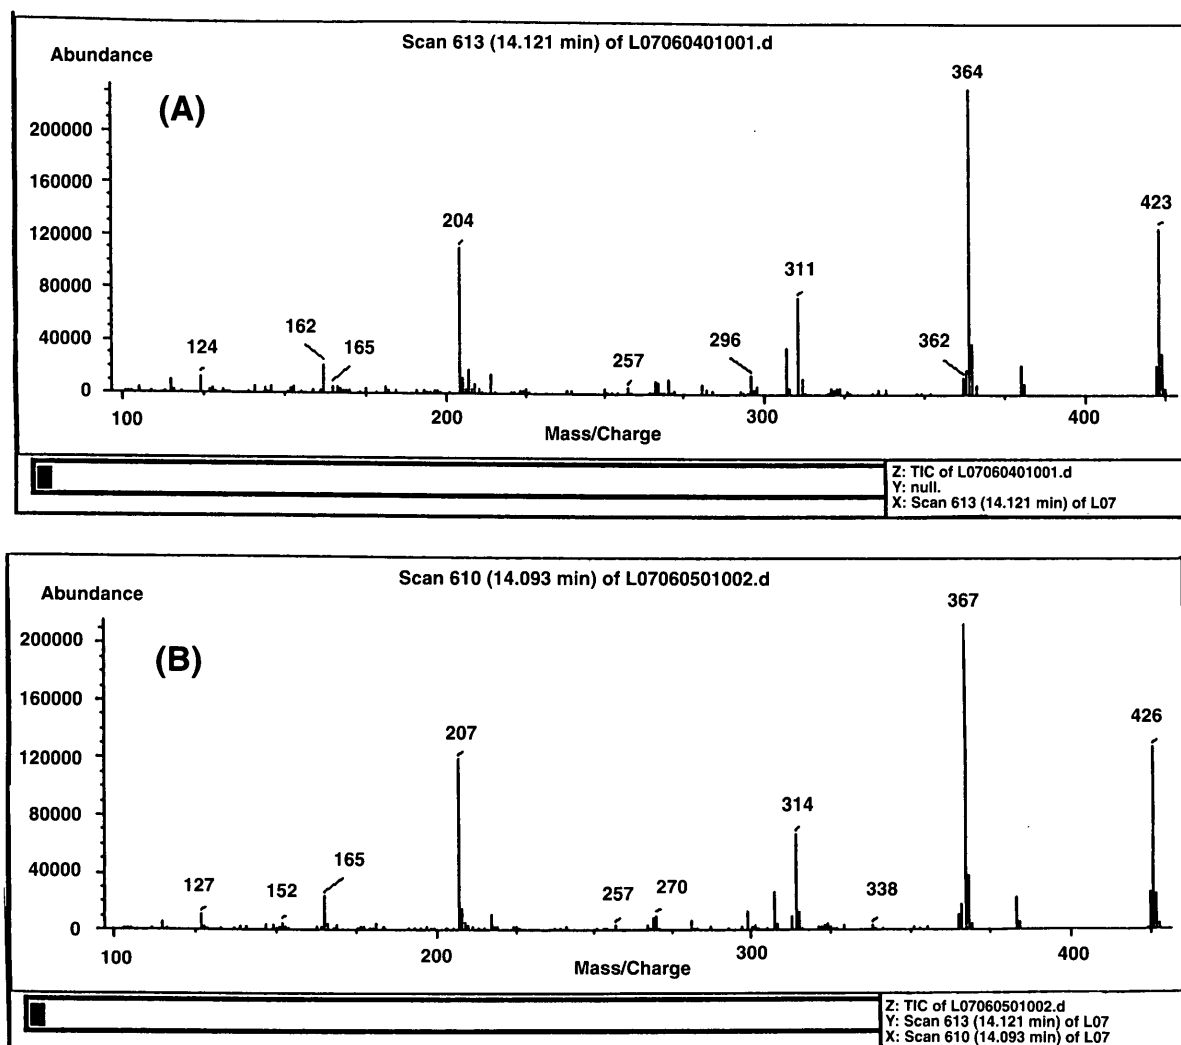 Scan 613 (14.121 min) of L07060401001.d
Abundance
(A)
364
200000
423
160000
204
120000
311
80000
162
296
362
40000
124
165
257
0
100
200
300
400
Mass/Charge
Z: TIC of L07060401001.d
Y: null.
X: Scan 613 (14.121 min) of L07
Scan 610 (14.093 min) of L07060501002.d
Abundance
367
200000
(B)
426
160000
207
120000
314
80000
165
40000
127
152
257
270
338
0
100
200
300
400
Mass/Charge
Z: TIC of L07060501002.d
Y: Scan 613 (14.121 min) of L07
X: Scan 610 (14.093 min) of L07